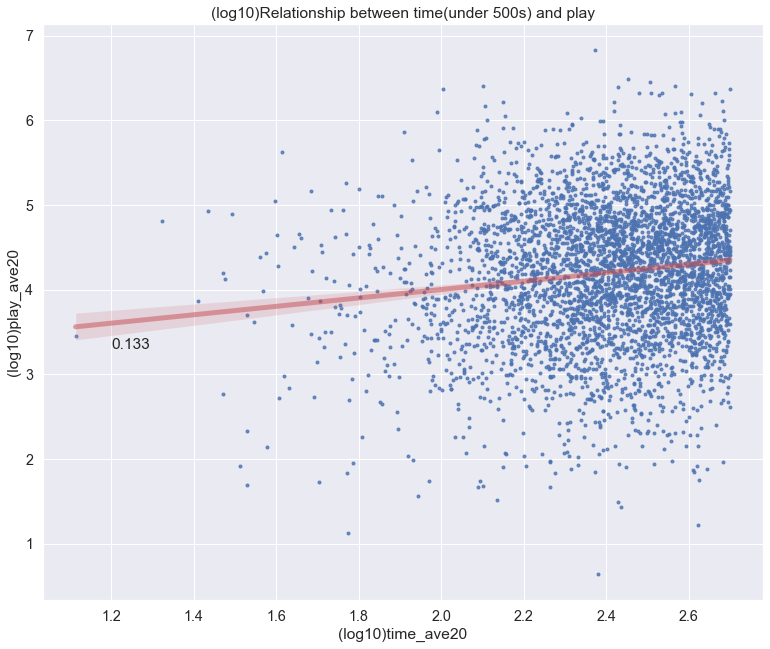 (log10)Relationship between time(under 500s) and play
7
6
5
4
3
2
1
(log10)play_ave20
0.133
1.2 1.4 1.6 1.8 2.0 2.2 2.4 2.6
(log10)time_ave20